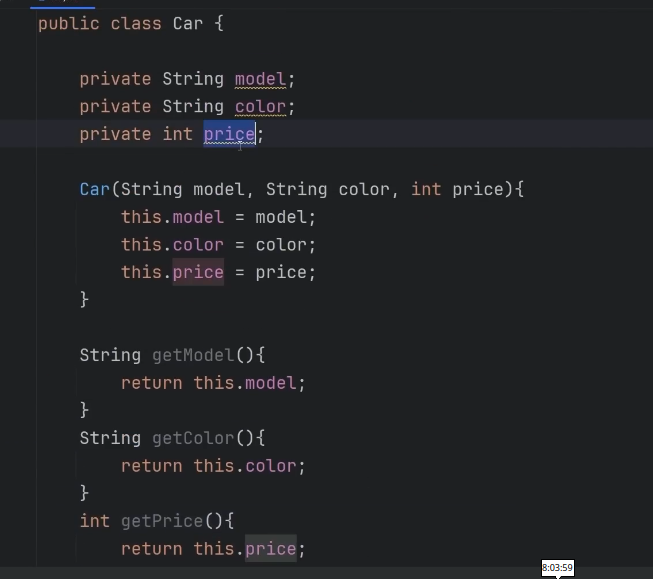 public class Car {
private String model;
private String color;
private int price;
Car(String model, String color, int price){
this.model = model;
this.color = color;
this.price = price;
}
String getModel(){
return this.model;
}
String getColor(){
return this.color;
}
int getPrice(){
return this.price;
8:03:59